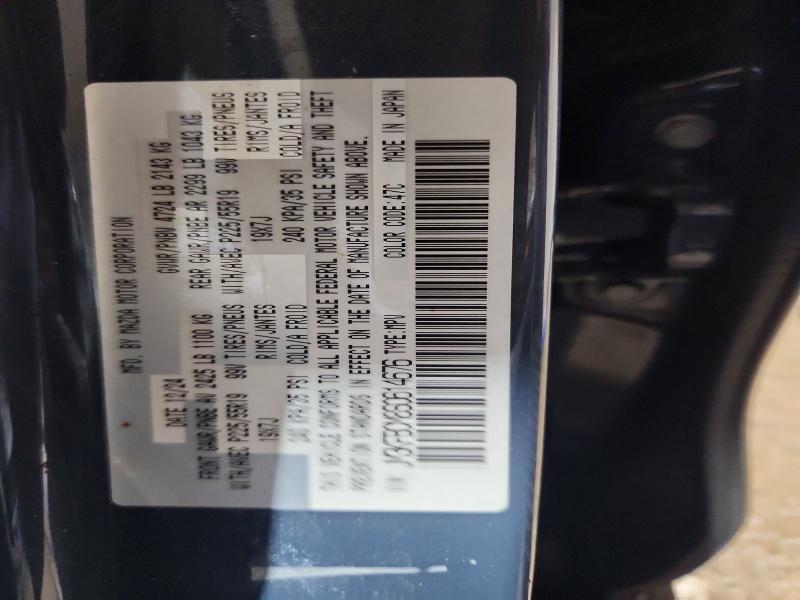 MFD. BY MAZDA MOTOR CORPORATION
DATE 12/24 GVWR/PNBV 4724 LB 2143 KG
FRONT GAWR/PNBE AV 2425 LB 1100 KG REAR GAWR/PNBE AR 2299 LB 1043 KG
WITH/AVEC P225/55R19 99V TIRES/PNEUS WITH/AVEC P225/55R19 99V TIRES/PNEUS
19X7J RIMS/JANTES 19X7J RIMS/JANTES
240 KPA/35 PSI COLD/A FROID 240 KPA/35 PSI COLD/A FROID
THIS VEHICLE CONFORMS TO ALL APPLICABLE FEDERAL MOTOR VEHICLE SAFETY AND THEFT
PREVENTION STANDARDS IN EFFECT ON THE DATE OF MANUFACTURE SHOWN ABOVE.
VIN TYPE:MPV COLOR CODE:47C MADE IN JAPAN